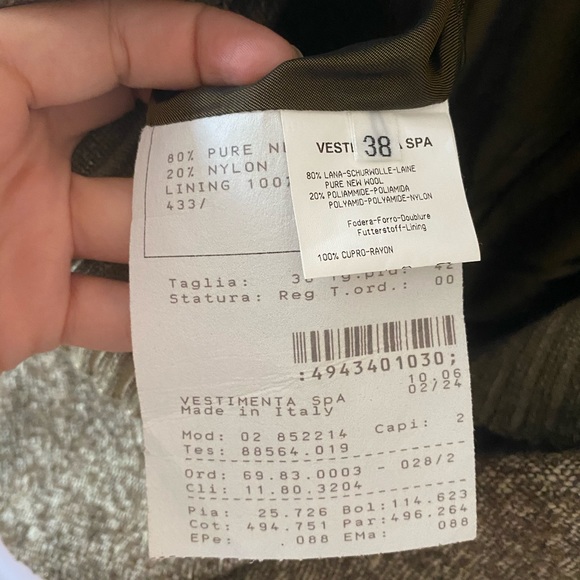 VESTI 38 SPA
80% LANA-SCHURWOLLE-LAINE
PURE NEW WOOL
20% POLIAMMIDE-POLIAMIDA
POLYAMID-POLYAMIDE-NYLON
Fodera-Forro-Doublure
Futterstoff-Lining
100% CUPRO-RAYON
80% PURE
20% NYLON
LINING 100%
433/
Taglia: 38 42
Statura: Reg T.ord.: 00
:4943401030;
10.06
02/24
VESTIMENTA SpA
Made in Italy
Mod: 02 852214 Capi: 2
Tes: 88564.019
Ord: 69.83.0003 - 028/2
Cli: 11.80.3204
Pia: 25.726 Bol:114.623
Cot: 494.751 Par:496.264
EPe: .088 EMa: 088